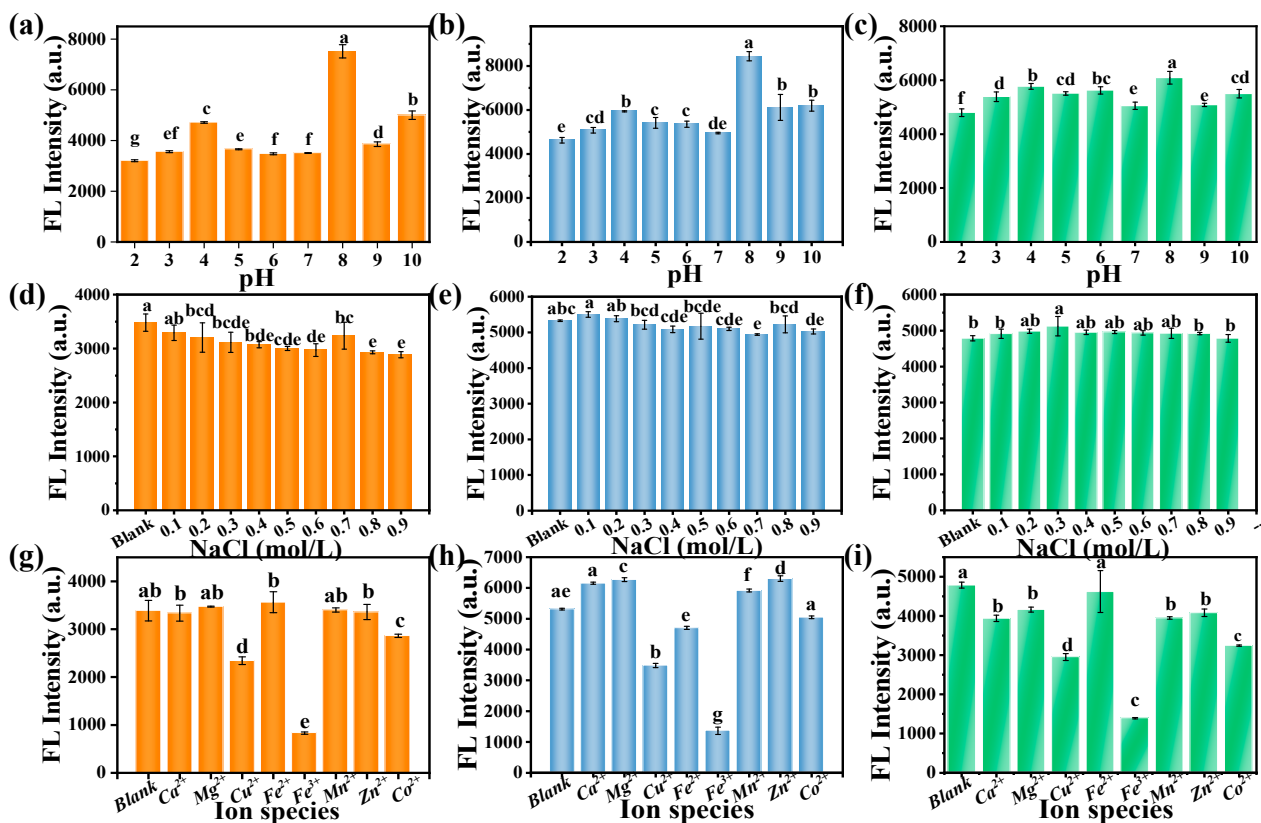 (a)
FL Intensity (a.u.)
8000
6000
4000
2000
0
g ef c e f f a d b
2 3 4 5 6 7 8 9 10
pH
(b)
FL Intensity (a.u.)
8000
6000
4000
2000
0
e cd b c c de a b b
2 3 4 5 6 7 8 9 10
pH
(c)
FL Intensity (a.u.)
8000
6000
4000
2000
0
f d b cd bc e a e cd
2 3 4 5 6 7 8 9 10
pH
(d)
FL Intensity (a.u.)
4000
3000
2000
1000
0
a ab bcd bcde bde cde de bc e e
Blank 0.1 0.2 0.3 0.4 0.5 0.6 0.7 0.8 0.9
NaCl (mol/L)
(e)
FL Intensity (a.u.)
6000
5000
4000
3000
2000
1000
0
abc a ab bcd cde bcde cde e bcd cde
Blank 0.1 0.2 0.3 0.4 0.5 0.6 0.7 0.8 0.9
NaCl (mol/L)
(f)
FL Intensity (a.u.)
6000
5000
4000
3000
2000
1000
0
b b ab a ab ab ab ab b b
Blank 0.1 0.2 0.3 0.4 0.5 0.6 0.7 0.8 0.9 --
NaCl (mol/L)
(g)
FL Intensity (a.u.)
4000
3000
2000
1000
0
ab b ab d b e ab b c
Blank Ca²⁺ Mg²⁺ Cu²⁺ Fe²⁺ Fe³⁺ Mn²⁺ Zn²⁺ Co²⁺
Ion species
(h)
FL Intensity (a.u.)
7000
6000
5000
4000
3000
2000
1000
0
ae a c b e g f d a
Blank Ca²⁺ Mg²⁺ Cu²⁺ Fe²⁺ Fe³⁺ Mn²⁺ Zn²⁺ Co²⁺
Ion species
(i)
FL Intensity (a.u.)
5000
4000
3000
2000
1000
0
a b b d a e b b c
Blank Ca²⁺ Mg²⁺ Cu²⁺ Fe²⁺ Fe³⁺ Mn²⁺ Zn²⁺ Co²⁺
Ion species